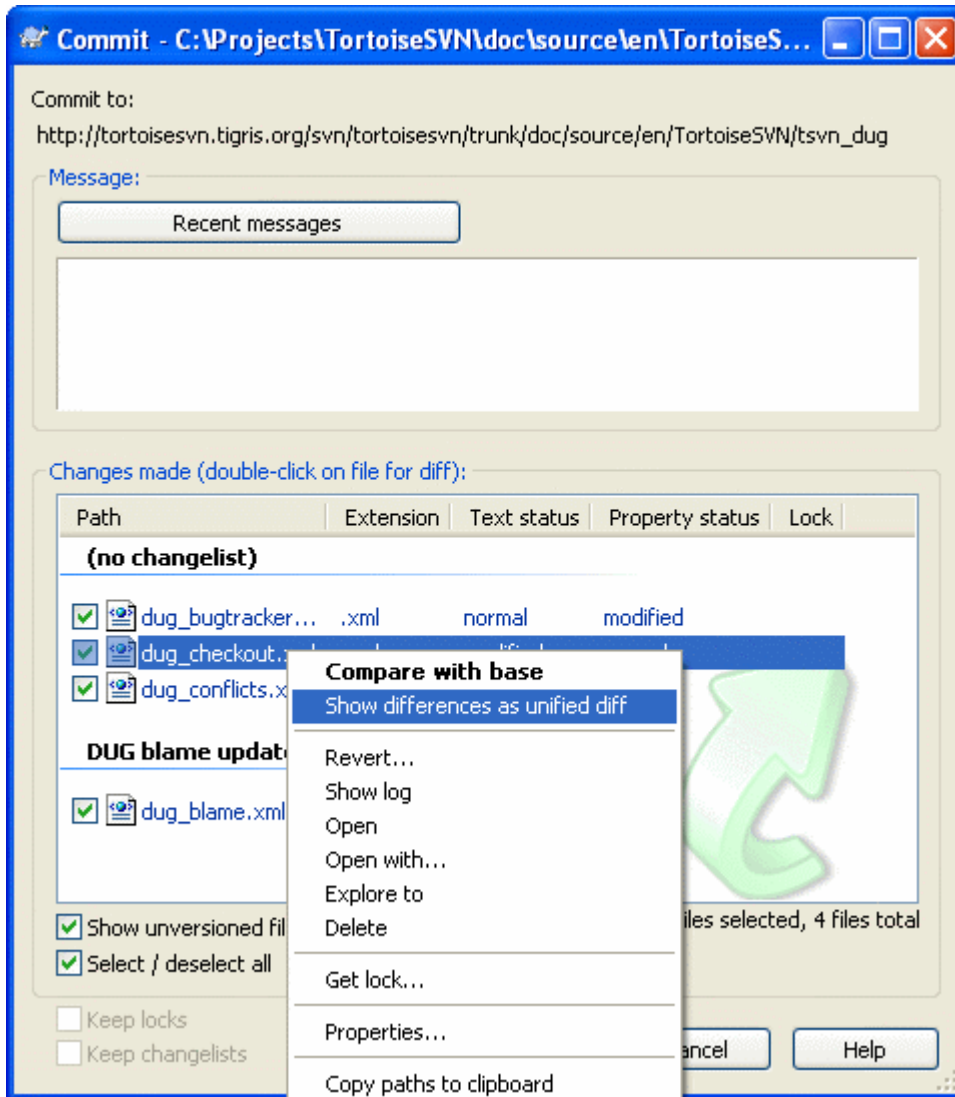 Commit - C:\Projects\TortoiseSVN\doc\source\en\TortoiseS...
Commit to:
http://tortoisesvn.tigris.org/svn/tortoisesvn/trunk/doc/source/en/TortoiseSVN/tsvn_dug
Message:
Recent messages
Changes made (double-click on file for diff):
Path Extension Text status Property status Lock
(no changelist)
dug_bugtracker... .xml normal modified
dug_checkout.
Compare with base
dug_conflicts.x
Show differences as unified diff
DUG blame updat
Revert...
Show log
dug_blame.xml
Open
Open with...
Explore to
Show unversioned fil
Delete
iles selected, 4 files total
Select / deselect all
Get lock...
Keep locks
Properties...
Keep changelists
ancel
Help
Copy paths to clipboard